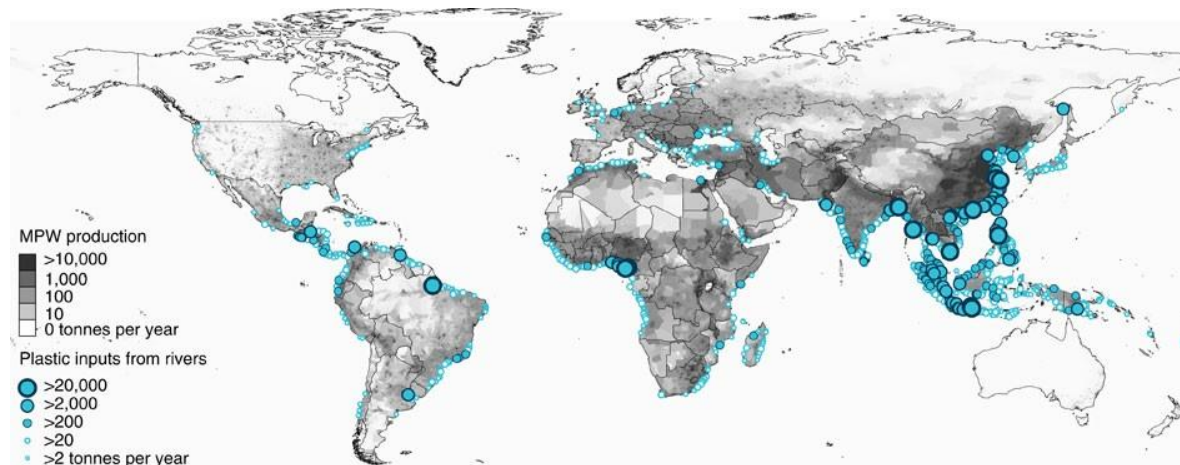 MPW production
>10,000
1,000
100
10
0 tonnes per year
Plastic inputs from rivers
>20,000
>2,000
>200
>20
>2 tonnes per year